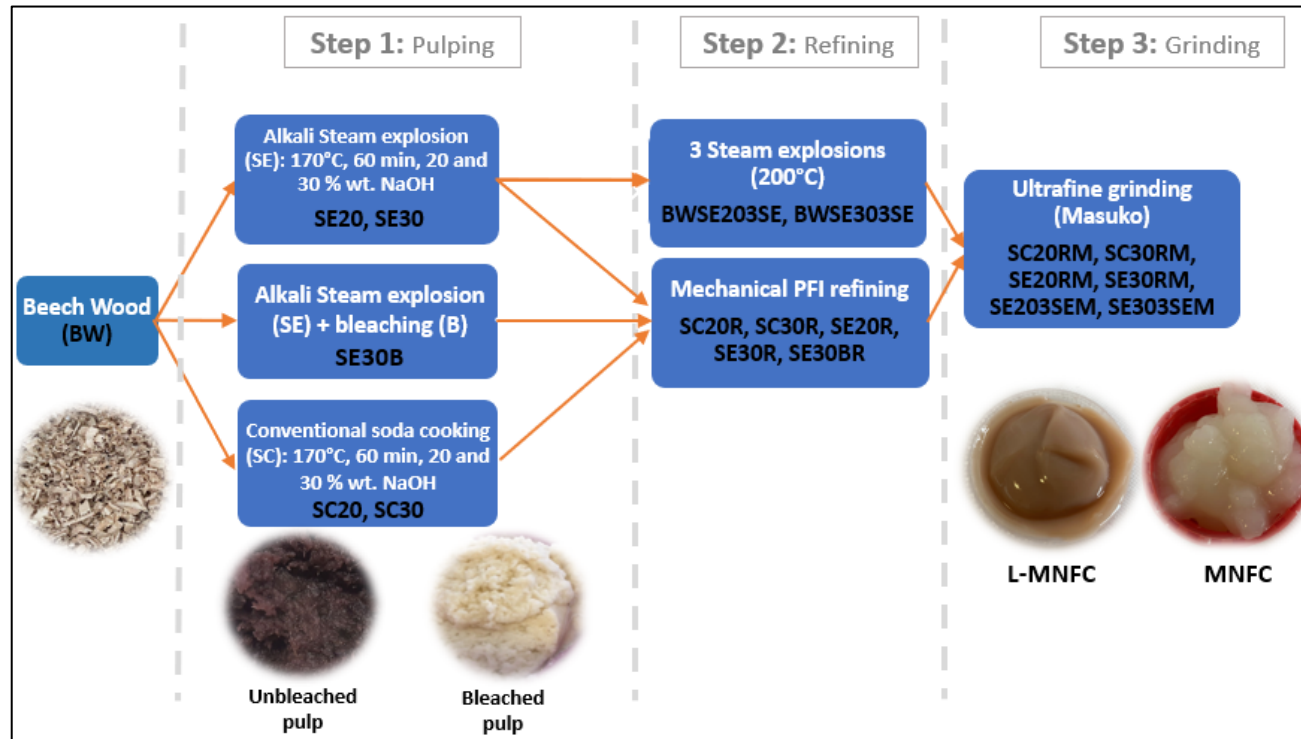 Step 1: Pulping
Step 2: Refining
Step 3: Grinding
Beech Wood
(BW)
Alkali Steam explosion
(SE): 170°C, 60 min, 20 and
30 % wt. NaOH
SE20, SE30
Alkali Steam explosion
(SE) + bleaching (B)
SE30B
Conventional soda cooking
(SC): 170°C, 60 min, 20 and
30 % wt. NaOH
SC20, SC30
Unbleached
pulp
Bleached
pulp
3 Steam explosions
(200°C)
BWSE203SE, BWSE303SE
Mechanical PFI refining
SC20R, SC30R, SE20R,
SE30R, SE30BR
Ultrafine grinding
(Masuko)
SC20RM, SC30RM,
SE20RM, SE30RM,
SE203SEM, SE303SEM
L-MNFC
MNFC